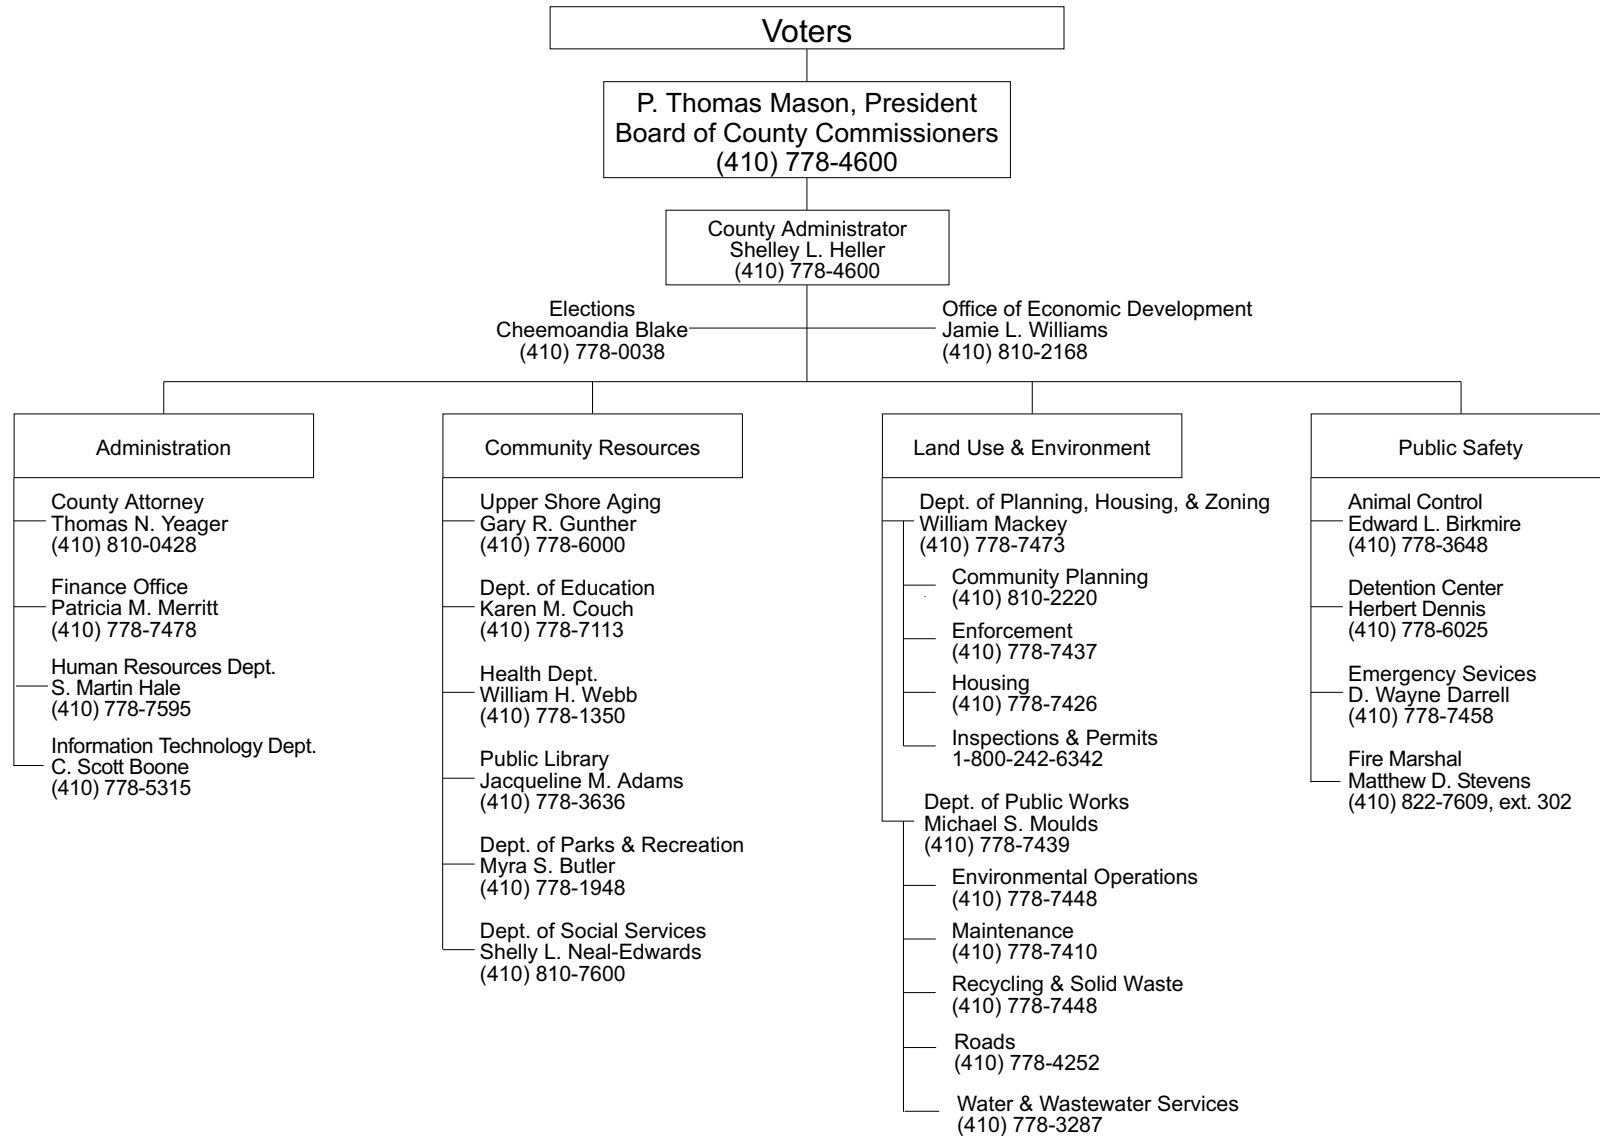 Voters
P. Thomas Mason, President
Board of County Commissioners
(410) 778-4600
County Administrator
Shelley L. Heller
(410) 778-4600
Elections
Cheemoandia Blake
(410) 778-0038
Office of Economic Development
Jamie L. Williams
(410) 810-2168
Administration
County Attorney
Thomas N. Yeager
(410) 810-0428
Finance Office
Patricia M. Merritt
(410) 778-7478
Human Resources Dept.
S. Martin Hale
(410) 778-7595
Information Technology Dept.
C. Scott Boone
(410) 778-5315
Community Resources
Upper Shore Aging
Gary R. Gunther
(410) 778-6000
Dept. of Education
Karen M. Couch
(410) 778-7113
Health Dept.
William H. Webb
(410) 778-1350
Public Library
Jacqueline M. Adams
(410) 778-3636
Dept. of Parks & Recreation
Myra S. Butler
(410) 778-1948
Dept. of Social Services
Shelly L. Neal-Edwards
(410) 810-7600
Land Use & Environment
Dept. of Planning, Housing, & Zoning
William Mackey
(410) 778-7473
Community Planning
(410) 810-2220
Enforcement
(410) 778-7437
Housing
(410) 778-7426
Inspections & Permits
1-800-242-6342
Dept. of Public Works
Michael S. Moulds
(410) 778-7439
Environmental Operations
(410) 778-7448
Maintenance
(410) 778-7410
Recycling & Solid Waste
(410) 778-7448
Roads
(410) 778-4252
Water & Wastewater Services
(410) 778-3287
Public Safety
Animal Control
Edward L. Birkmire
(410) 778-3648
Detention Center
Herbert Dennis
(410) 778-6025
Emergency Sevices
D. Wayne Darrell
(410) 778-7458
Fire Marshal
Matthew D. Stevens
(410) 822-7609, ext. 302